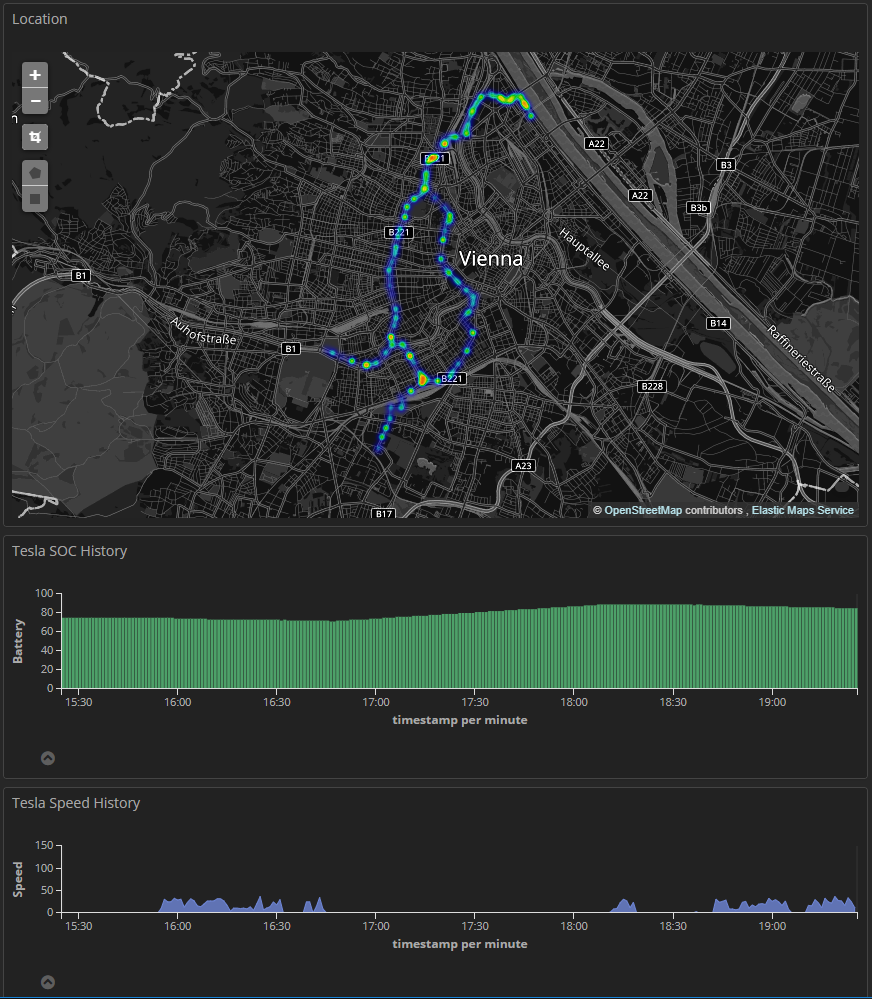 Location
+
−
B221
A22
B3
A22
B3b
B221
Hauptallee
Vienna
B1
Auhofstraße
B14
B1
Raffineriestraße
B221
B228
A23
B17
© OpenStreetMap contributors , Elastic Maps Service
Tesla SOC History
100
80
60
40
20
0
Battery
15:30 16:00 16:30 17:00 17:30 18:00 18:30 19:00
timestamp per minute
Tesla Speed History
150
100
50
0
Speed
15:30 16:00 16:30 17:00 17:30 18:00 18:30 19:00
timestamp per minute